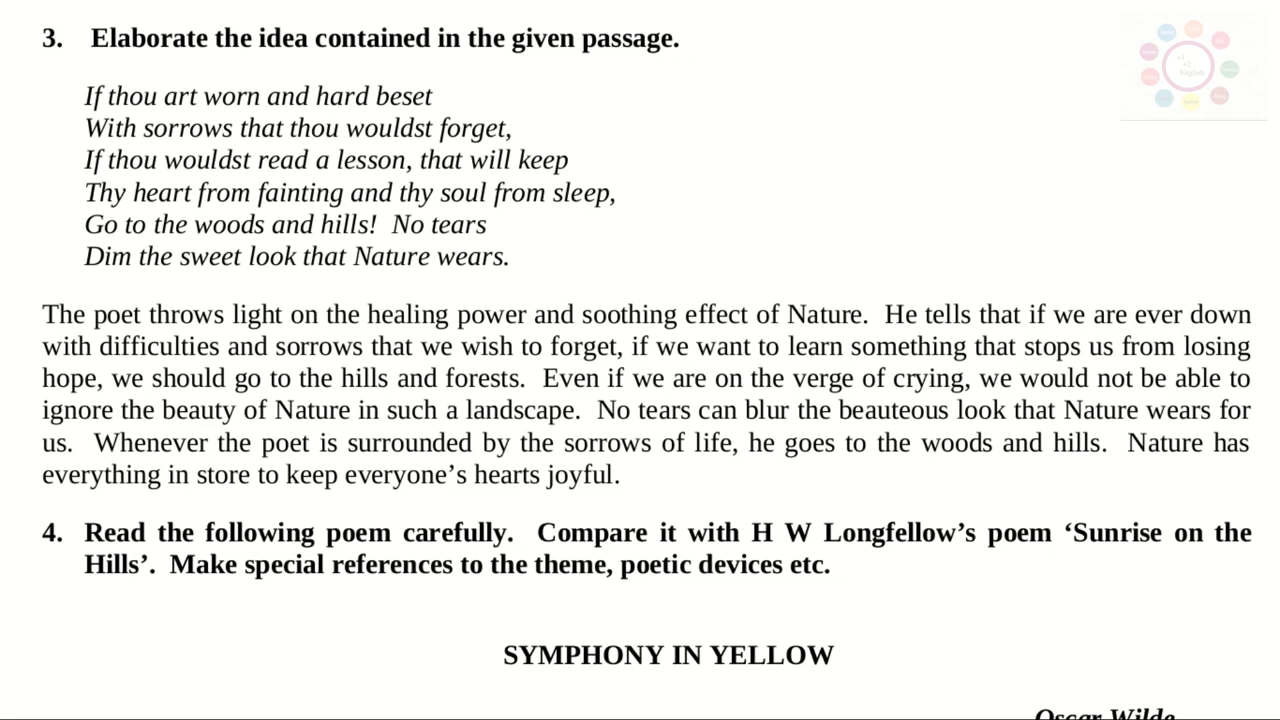 3. Elaborate the idea contained in the given passage.
If thou art worn and hard beset
With sorrows that thou wouldst forget,
If thou wouldst read a lesson, that will keep
Thy heart from fainting and thy soul from sleep,
Go to the woods and hills! No tears
Dim the sweet look that Nature wears.
The poet throws light on the healing power and soothing effect of Nature. He tells that if we are ever down
with difficulties and sorrows that we wish to forget, if we want to learn something that stops us from losing
hope, we should go to the hills and forests. Even if we are on the verge of crying, we would not be able to
ignore the beauty of Nature in such a landscape. No tears can blur the beauteous look that Nature wears for
us. Whenever the poet is surrounded by the sorrows of life, he goes to the woods and hills. Nature has
everything in store to keep everyone’s hearts joyful.
4. Read the following poem carefully. Compare it with H W Longfellow’s poem ‘Sunrise on the
Hills’. Make special references to the theme, poetic devices etc.
SYMPHONY IN YELLOW
Oscar Wilde
+1
+2
English